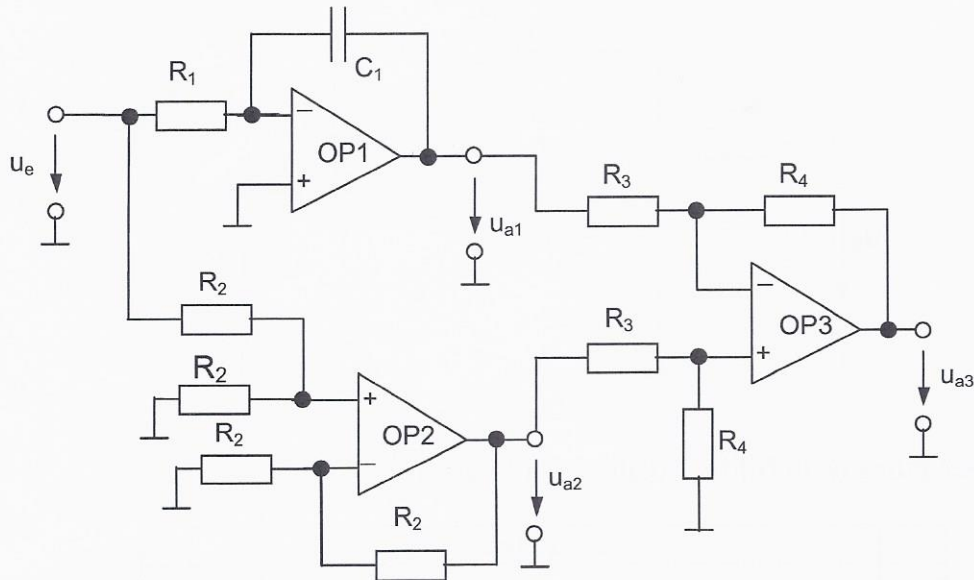 C₁
R₁
−
OP1
+
uₑ
R₃
R₄
uₐ₁
−
OP3
+
R₂
R₃
R₂
+
uₐ₃
R₂
OP2
R₄
−
uₐ₂
R₂